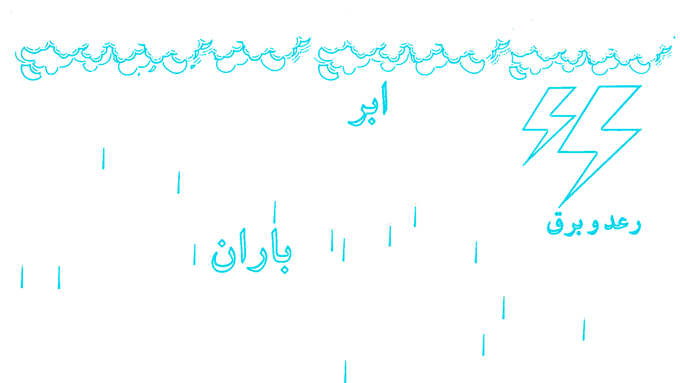 ابر
رعد و برق
باران